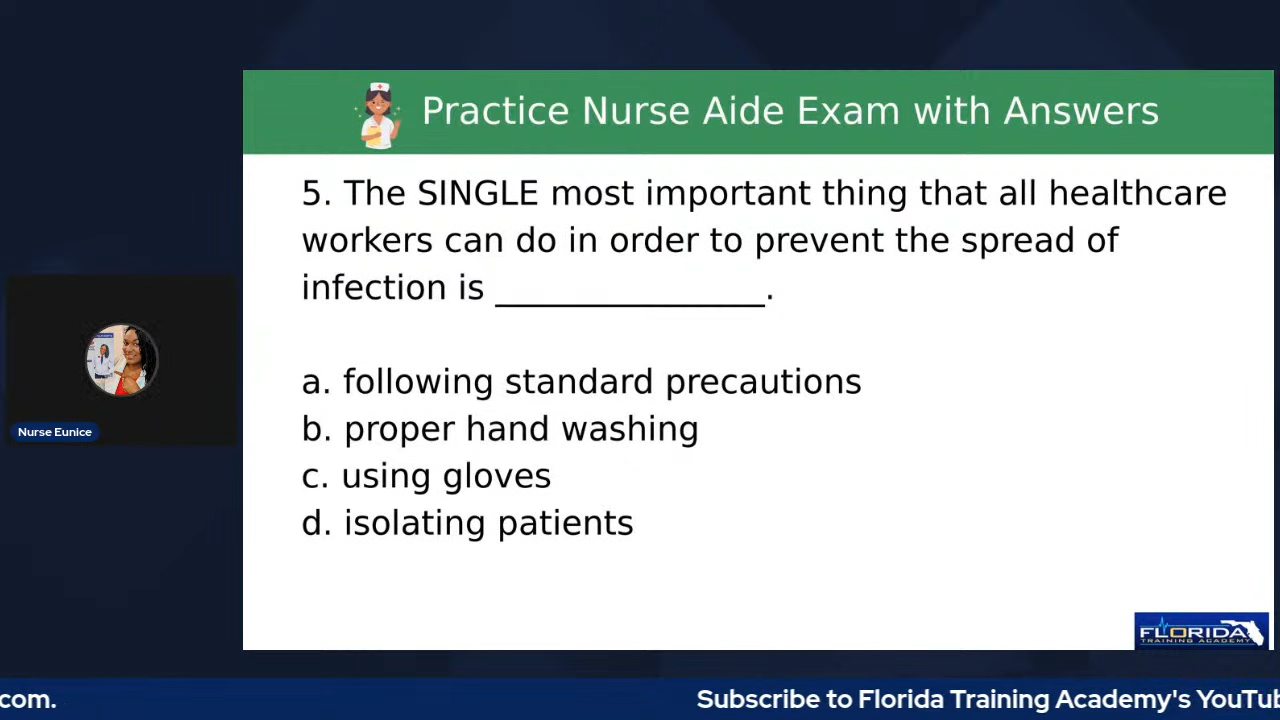 Practice Nurse Aide Exam with Answers
5. The SINGLE most important thing that all healthcare
workers can do in order to prevent the spread of
infection is ________________.
a. following standard precautions
b. proper hand washing
c. using gloves
d. isolating patients
Nurse Eunice
FLORIDA
TRAINING ACADEMY
com.
Subscribe to Florida Training Academy's YouTub